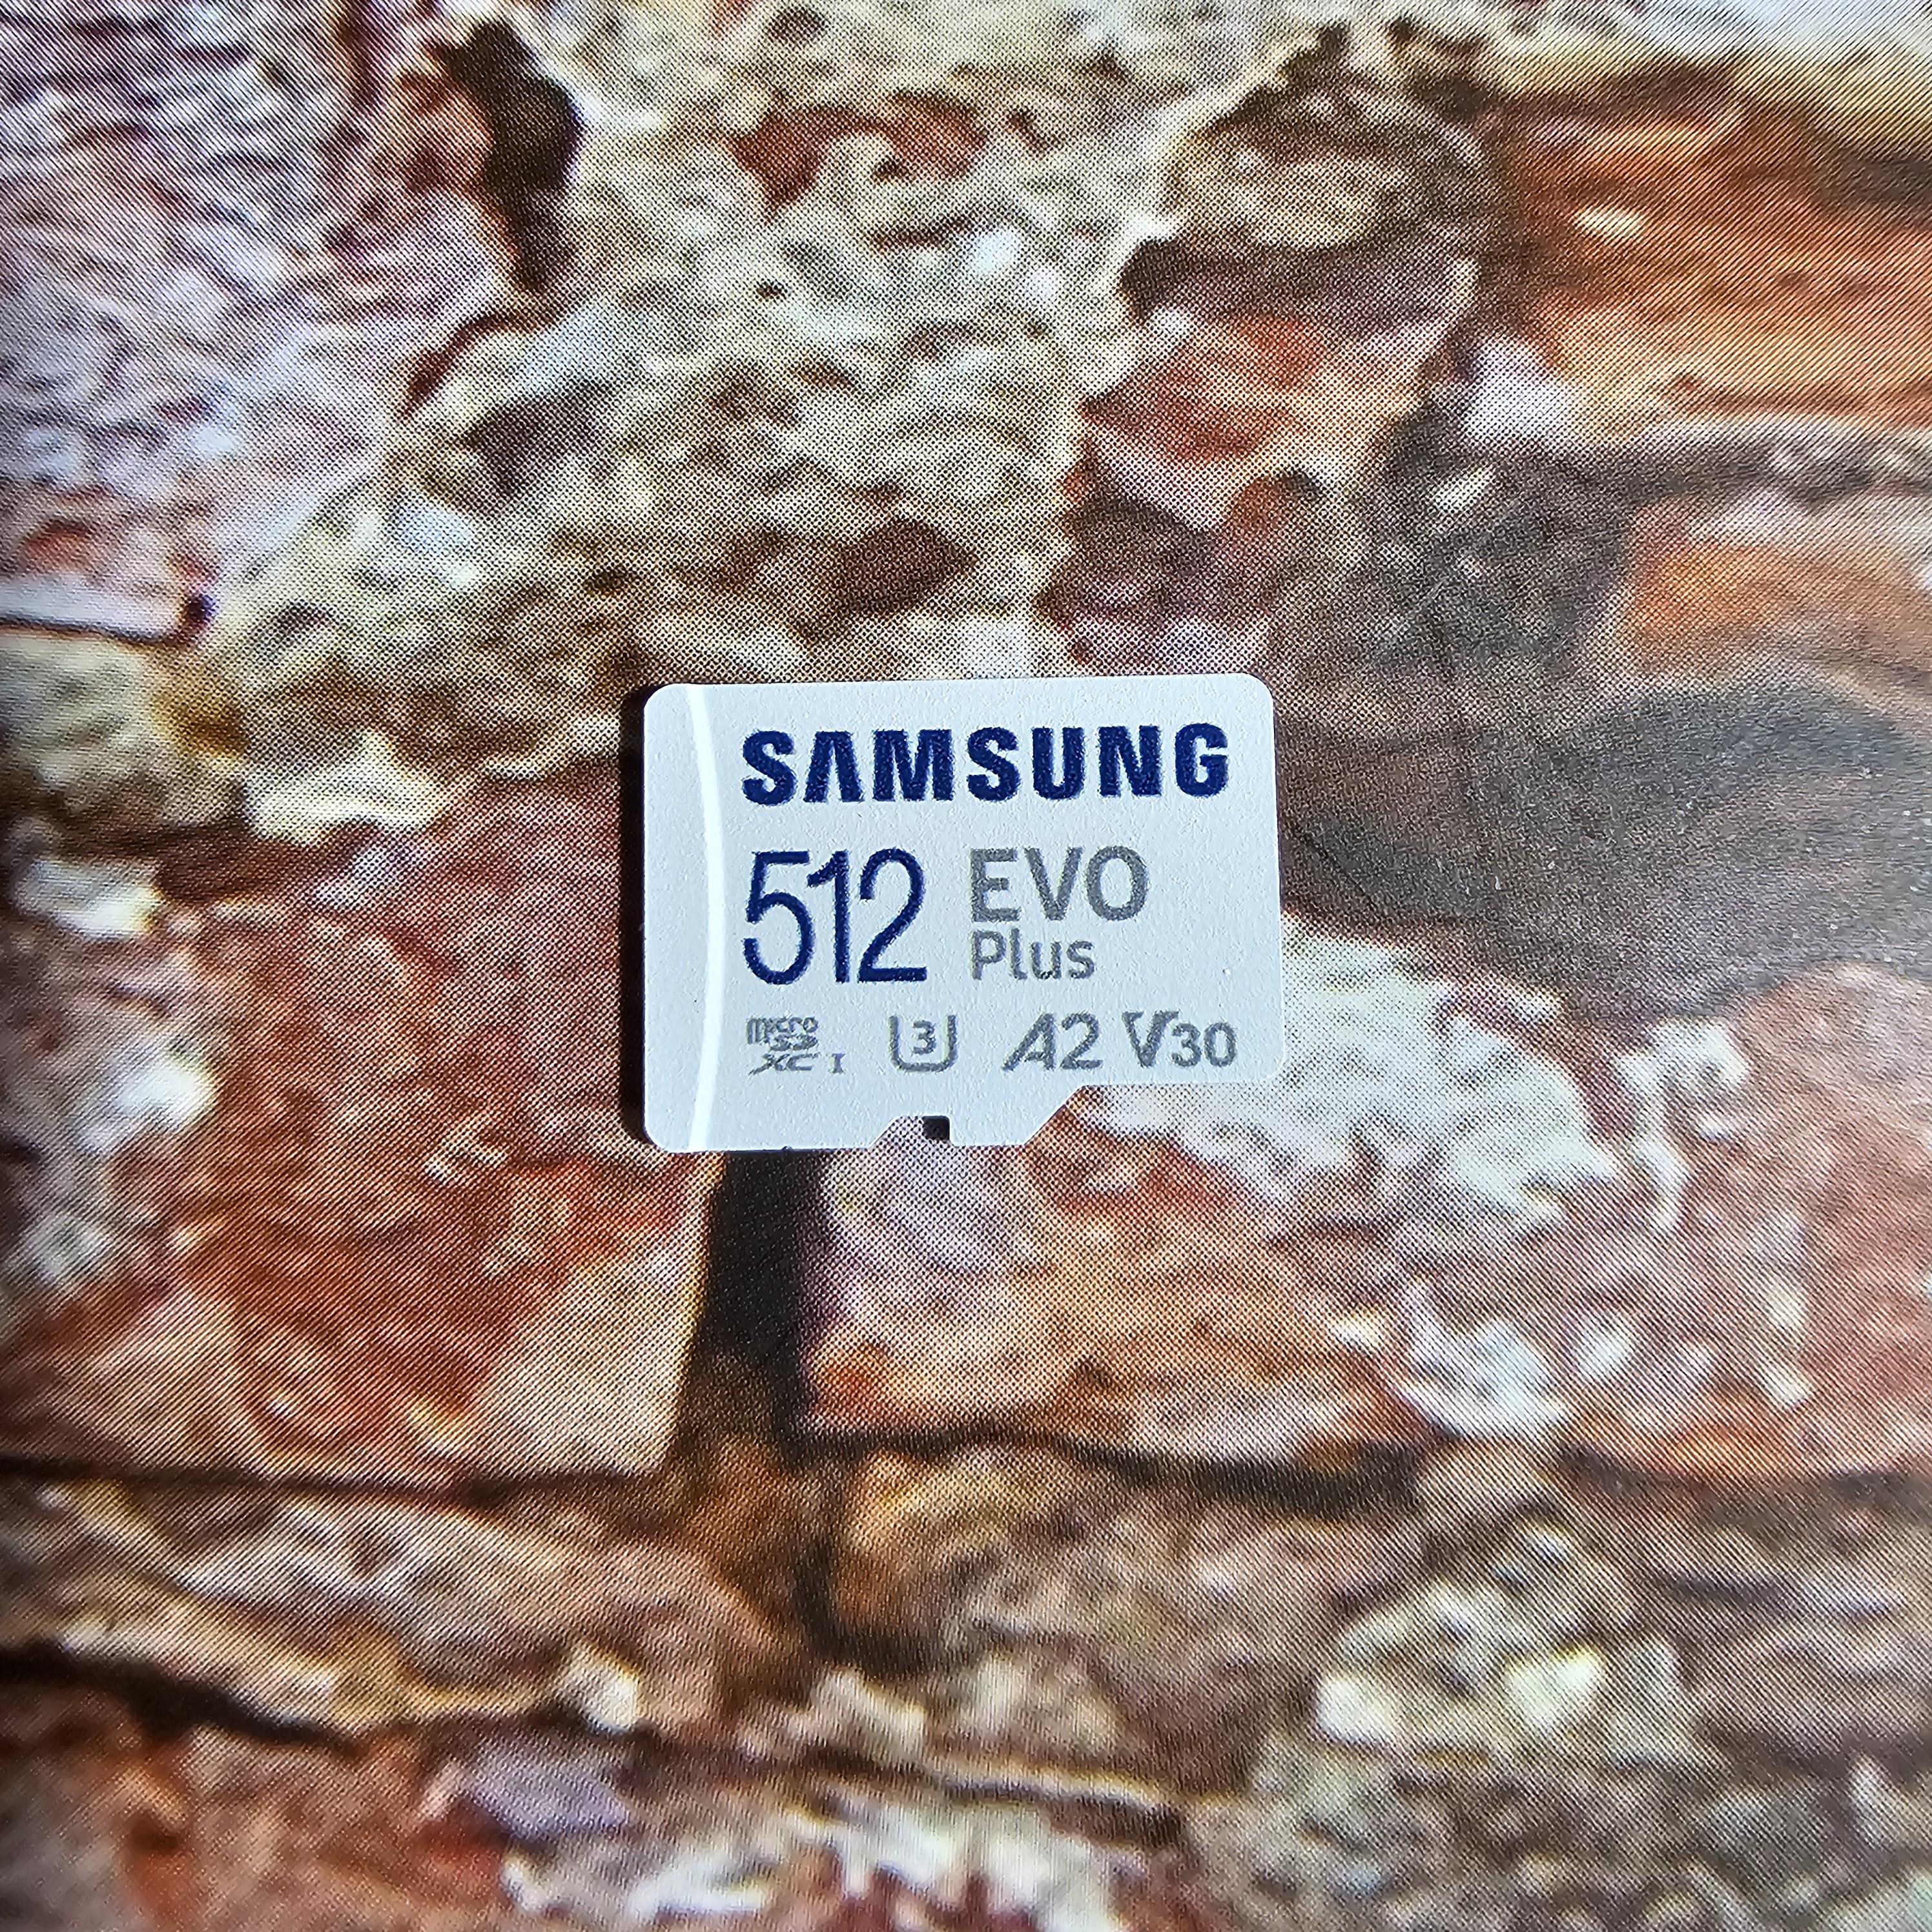 SAMSUNG
512 EVO
Plus
micro SD XC I U3 A2 V30